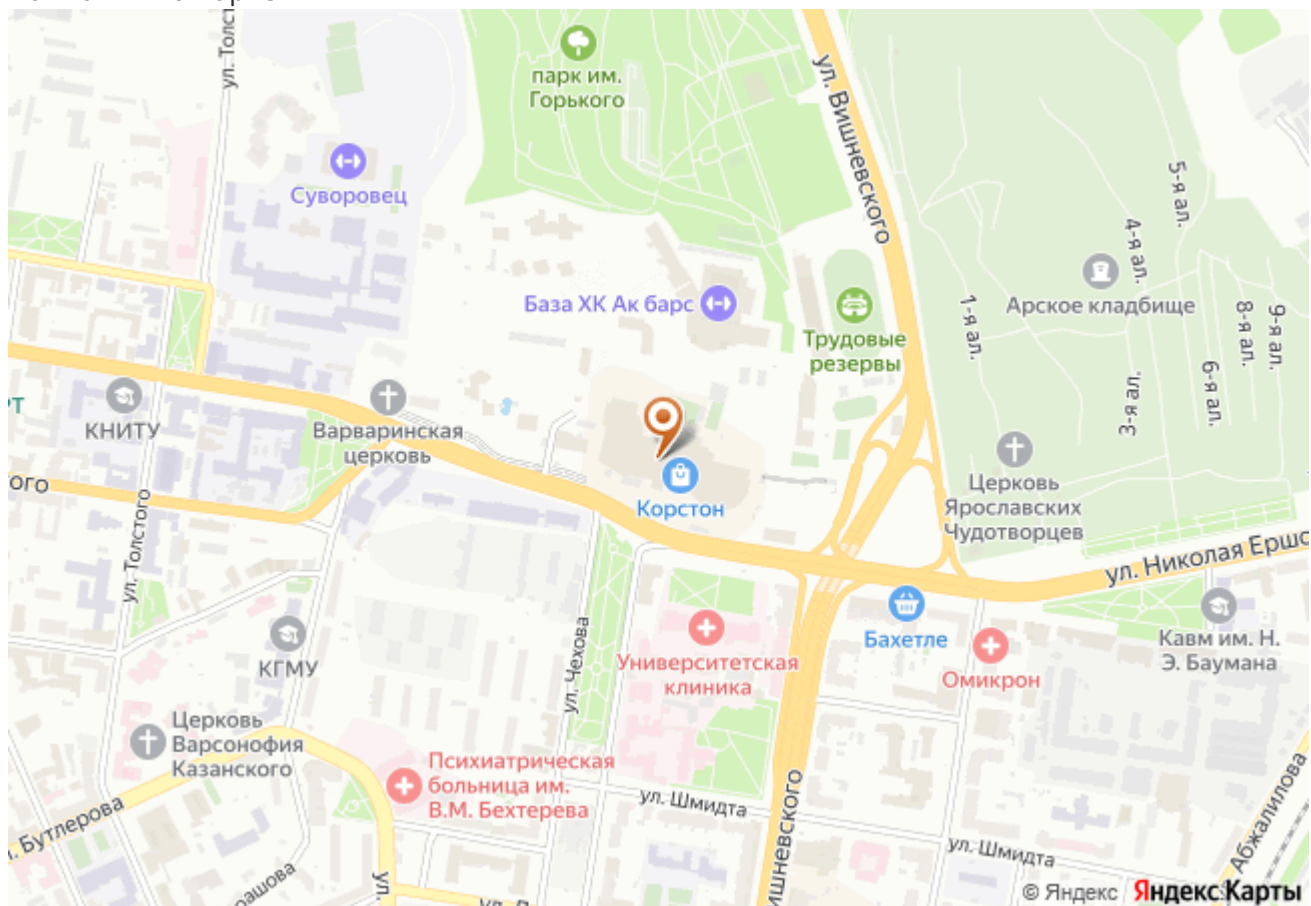 ул. Толст
парк им.
Горького
ул. Вишневского
Суворовец
5-я ал.
4-я ал.
Арское кладбище
База ХК Ак барс
1-я ал.
9-я ал.
8-я ал.
6-я ал.
3-я ал.
Трудовые
резервы
КНИТУ
Варваринская
церковь
Корстон
Церковь
Ярославских
Чудотворцев
ого
ул. Толстого
ул. Николая Ершо
КГМУ
ул. Чехова
Университетская
клиника
Бахетле
Омикрон
Кавм им. Н.
Э. Баумана
Церковь
Варсонофия
Казанского
Психиатрическая
больница им.
В.М. Бехтерева
ул. Шмидта
ул. Шмидта
л. Бутлерова
ишневского
Абжалилова
рашова
ул.
© Яндекс Яндекс Карты